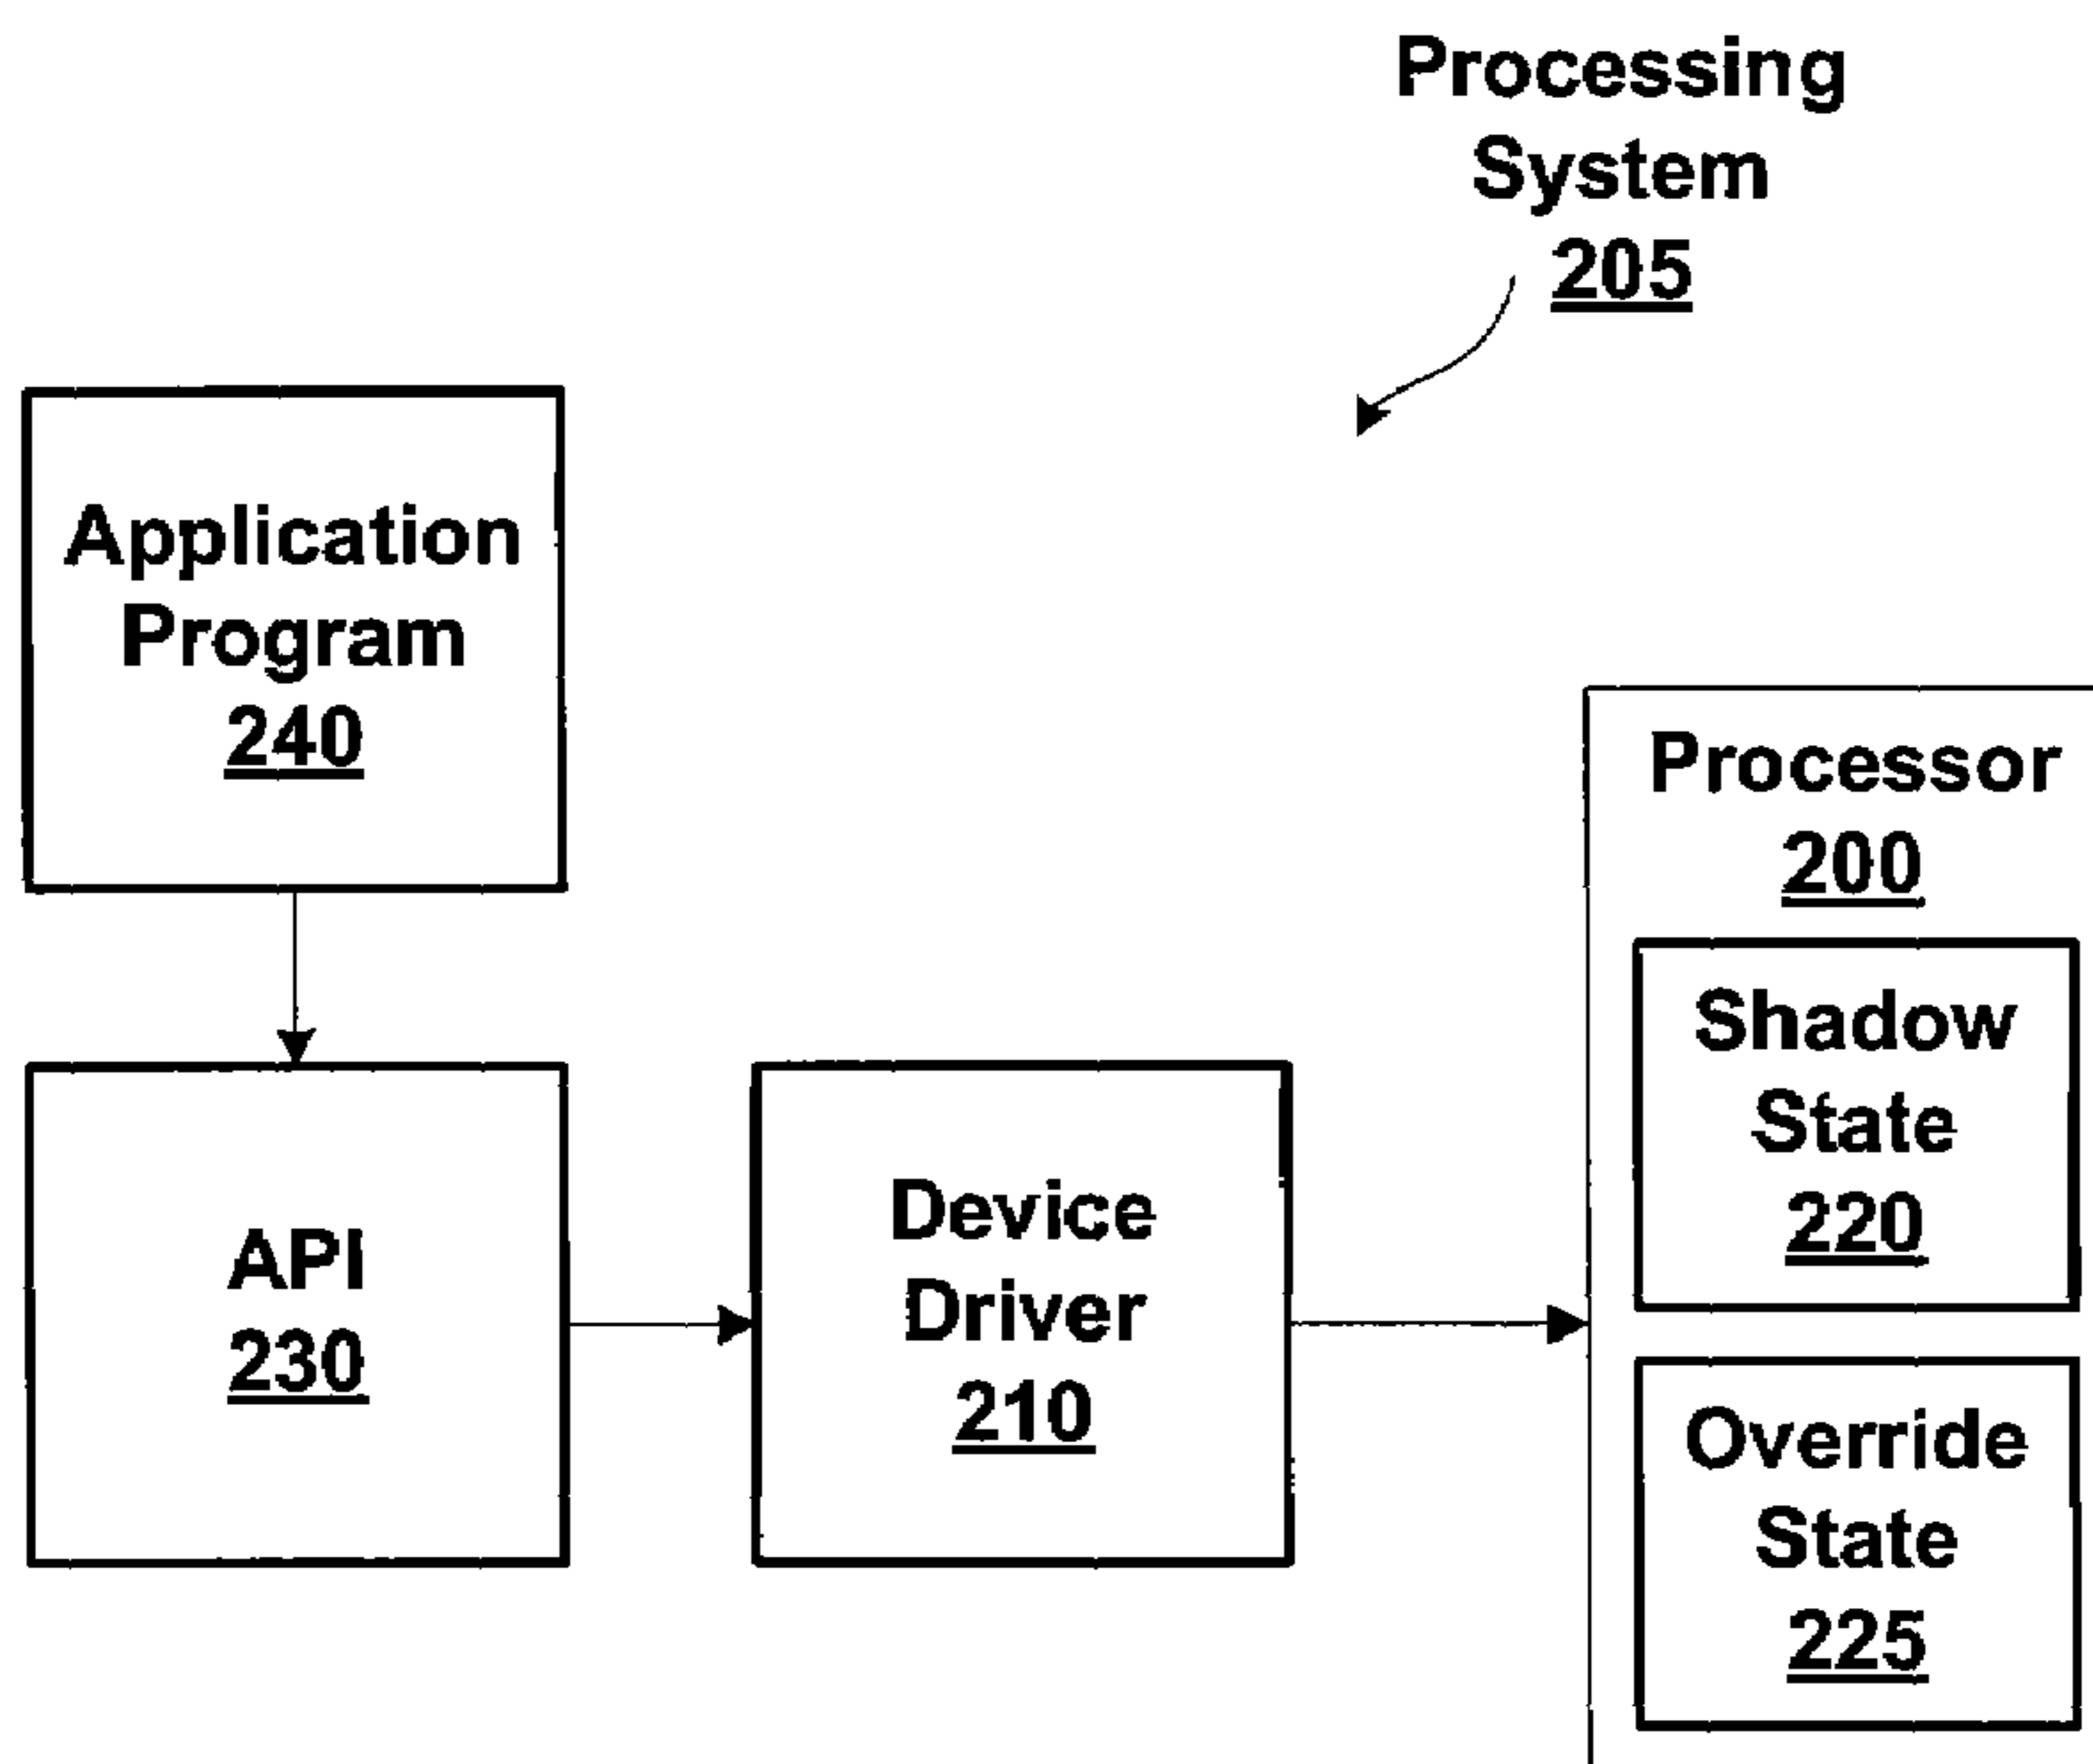 Processing
System
205
Application
Program
240
Processor
200
Shadow
State
220
API
230
Device
Driver
210
Override
State
225